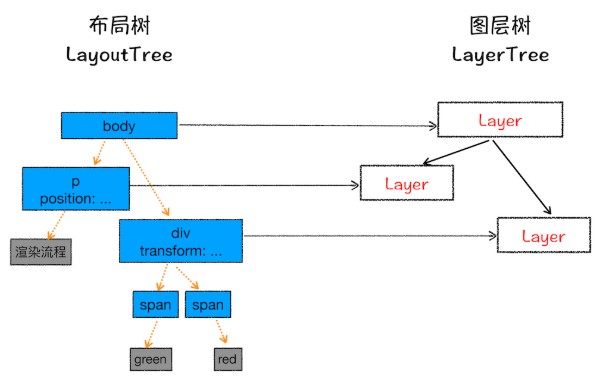 布局树
LayoutTree
图层树
LayerTree
body
Layer
p
position: ...
Layer
渲染流程
div
transform: ...
Layer
span
span
green
red